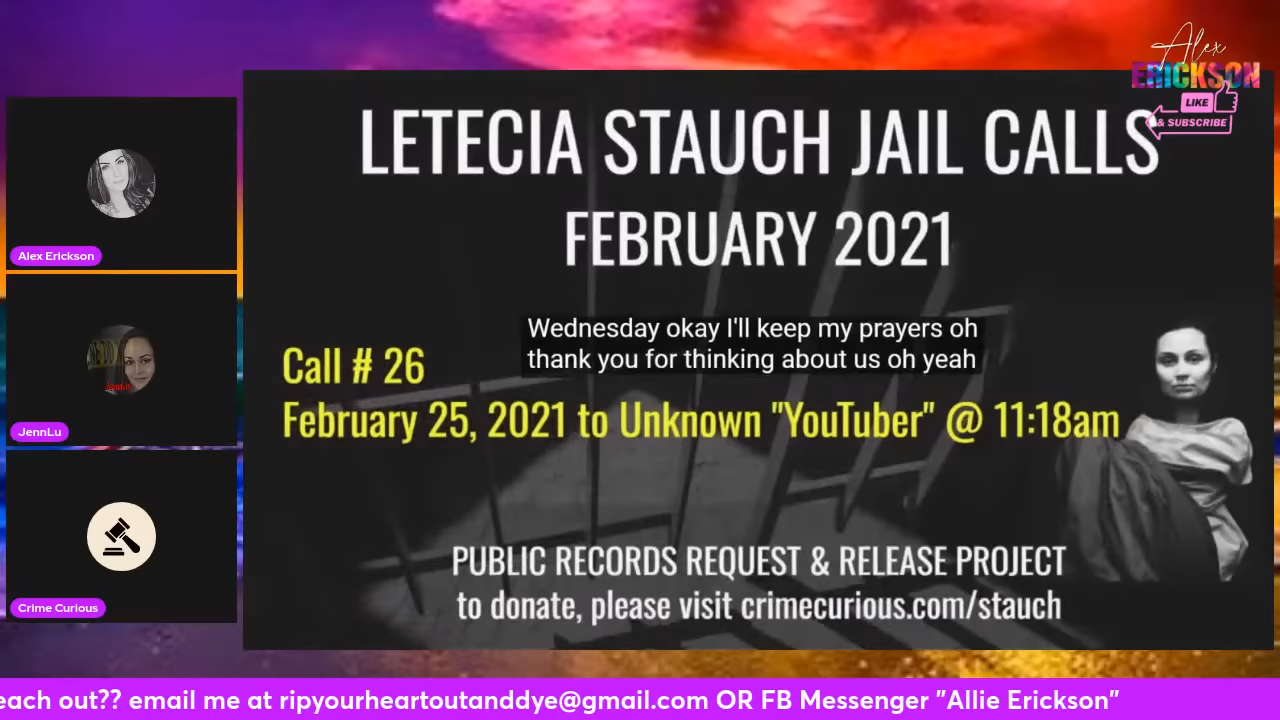 Alex
ERICKSON
LIKE
& SUBSCRIBE
Alex Erickson
JennLu
Crime Curious
LETECIA STAUCH JAIL CALLS
FEBRUARY 2021
Wednesday okay I'll keep my prayers oh
thank you for thinking about us oh yeah
Call # 26
February 25, 2021 to Unknown "YouTuber" @ 11:18am
PUBLIC RECORDS REQUEST & RELEASE PROJECT
to donate, please visit crimecurious.com/stauch
each out?? email me at ripyourheartoutanddye@gmail.com OR FB Messenger "Allie Erickson"